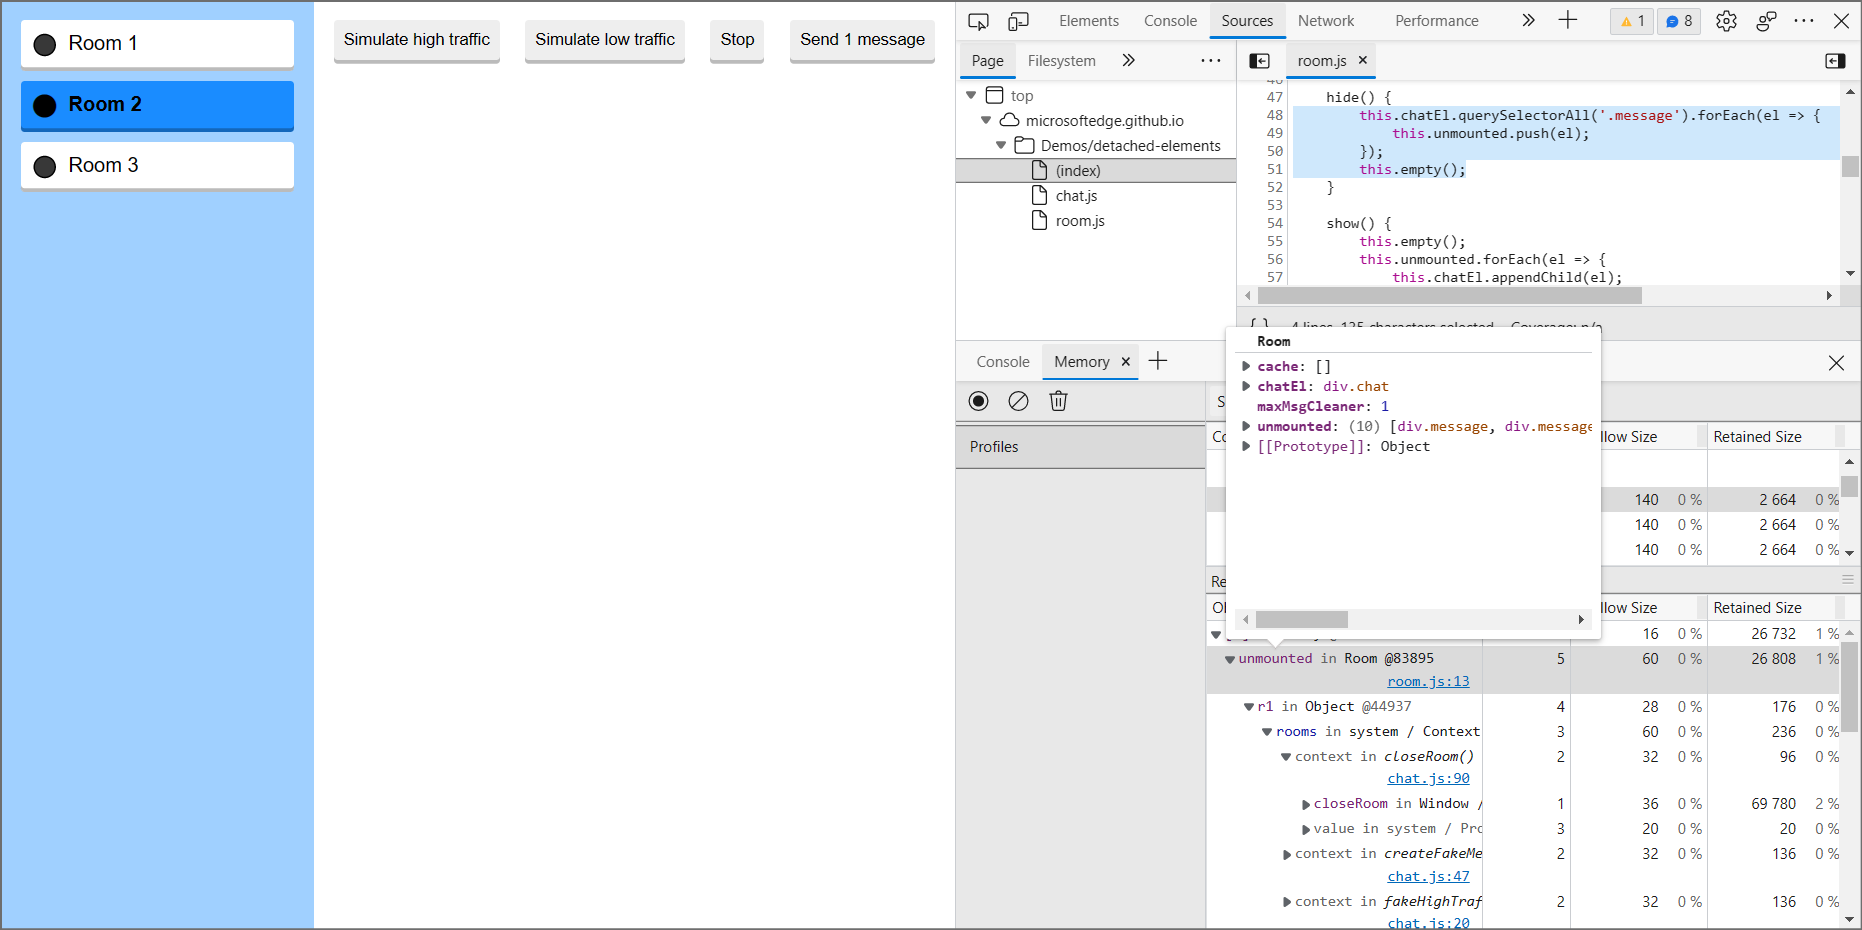 Room 1
Room 2
Room 3
Simulate high traffic
Simulate low traffic
Stop
Send 1 message
Elements
Console
Sources
Network
Performance
1
8
Page
Filesystem
top
microsoftedge.github.io
Demos/detached-elements
(index)
chat.js
room.js
room.js
47 hide() {
48 this.chatEl.querySelectorAll('.message').forEach(el => {
49 this.unmounted.push(el);
50 });
51 this.empty();
52 }
53
54 show() {
55 this.empty();
56 this.unmounted.forEach(el => {
57 this.chatEl.appendChild(el);
4 lines, 125 characters selected Coverage: n/a
Console
Memory
Profiles
Room
cache: []
chatEl: div.chat
maxMsgCleaner: 1
unmounted: (10) [div.message, div.message
[[Prototype]]: Object
S
Co llow Size Retained Size
140 0 % 2 664 0 %
140 0 % 2 664 0 %
140 0 % 2 664 0 %
Re
llow Size Retained Size
16 0 % 26 732 1 %
unmounted in Room @83895 5 60 0 % 26 808 1 %
room.js:13
r1 in Object @44937 4 28 0 % 176 0 %
rooms in system / Context 3 60 0 % 236 0 %
context in closeRoom() 2 32 0 % 96 0 %
chat.js:90
closeRoom in Window / 1 36 0 % 69 780 2 %
value in system / Pro 3 20 0 % 20 0 %
context in createFakeMe 2 32 0 % 136 0 %
chat.js:47
context in fakeHighTraf 2 32 0 % 136 0 %
chat.js:20